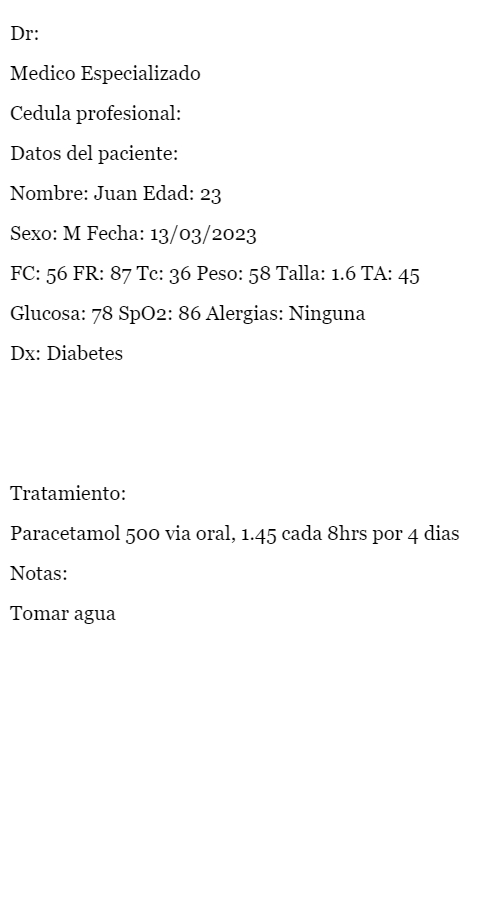 Dr:
Medico Especializado
Cedula profesional:
Datos del paciente:
Nombre: Juan Edad: 23
Sexo: M Fecha: 13/03/2023
FC: 56 FR: 87 Tc: 36 Peso: 58 Talla: 1.6 TA: 45
Glucosa: 78 SpO2: 86 Alergias: Ninguna
Dx: Diabetes
Tratamiento:
Paracetamol 500 via oral, 1.45 cada 8hrs por 4 dias
Notas:
Tomar agua